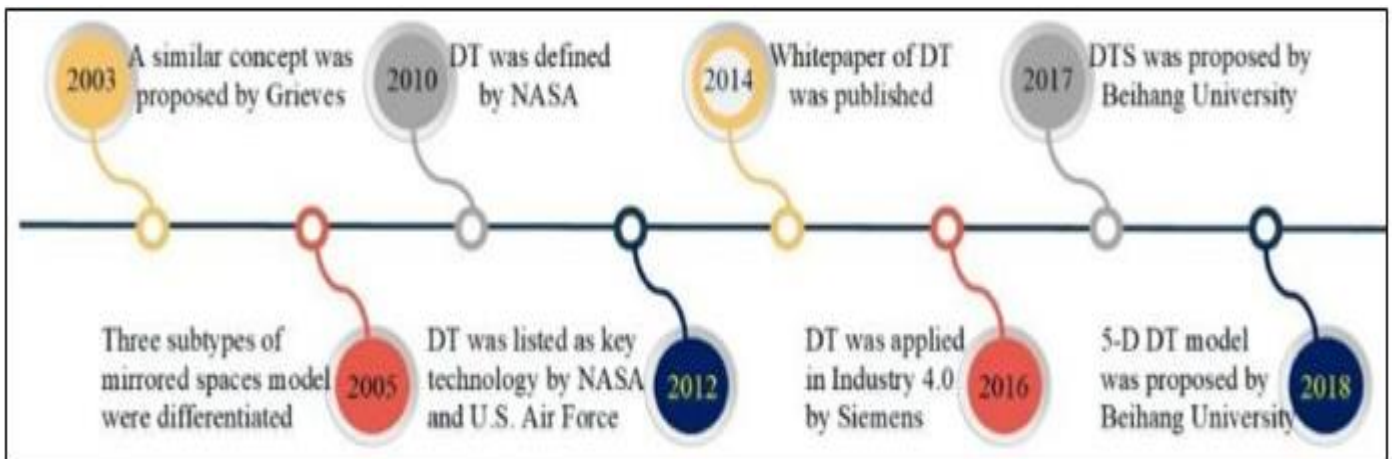 2003
A similar concept was
proposed by Grieves
2010
DT was defined
by NASA
2014
Whitepaper of DT
was published
2017
DTS was proposed by
Beihang University
Three subtypes of
mirrored spaces model
were differentiated
2005
DT was listed as key
technology by NASA
and U.S. Air Force
2012
DT was applied
in Industry 4.0
by Siemens
2016
5-D DT model
was proposed by
Beihang University
2018